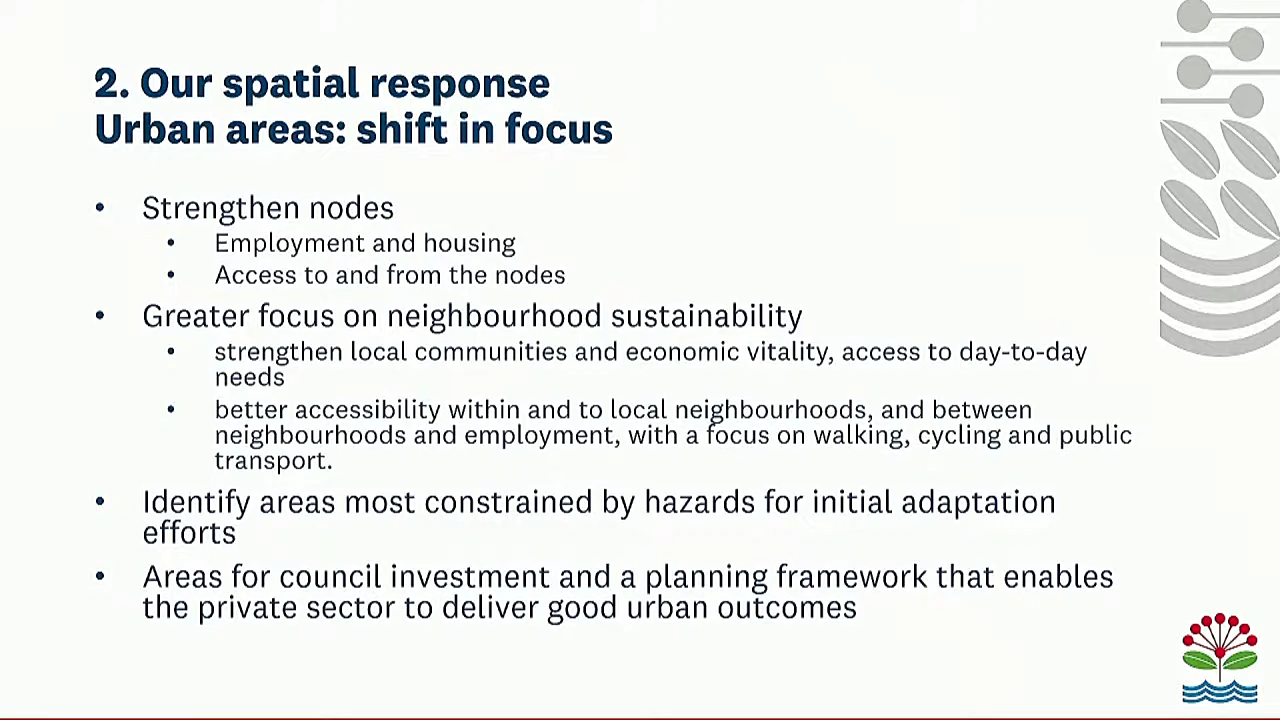 2. Our spatial response
Urban areas: shift in focus
• Strengthen nodes
• Employment and housing
• Access to and from the nodes
• Greater focus on neighbourhood sustainability
• strengthen local communities and economic vitality, access to day-to-day
needs
• better accessibility within and to local neighbourhoods, and between
neighbourhoods and employment, with a focus on walking, cycling and public
transport.
• Identify areas most constrained by hazards for initial adaptation
efforts
• Areas for council investment and a planning framework that enables
the private sector to deliver good urban outcomes